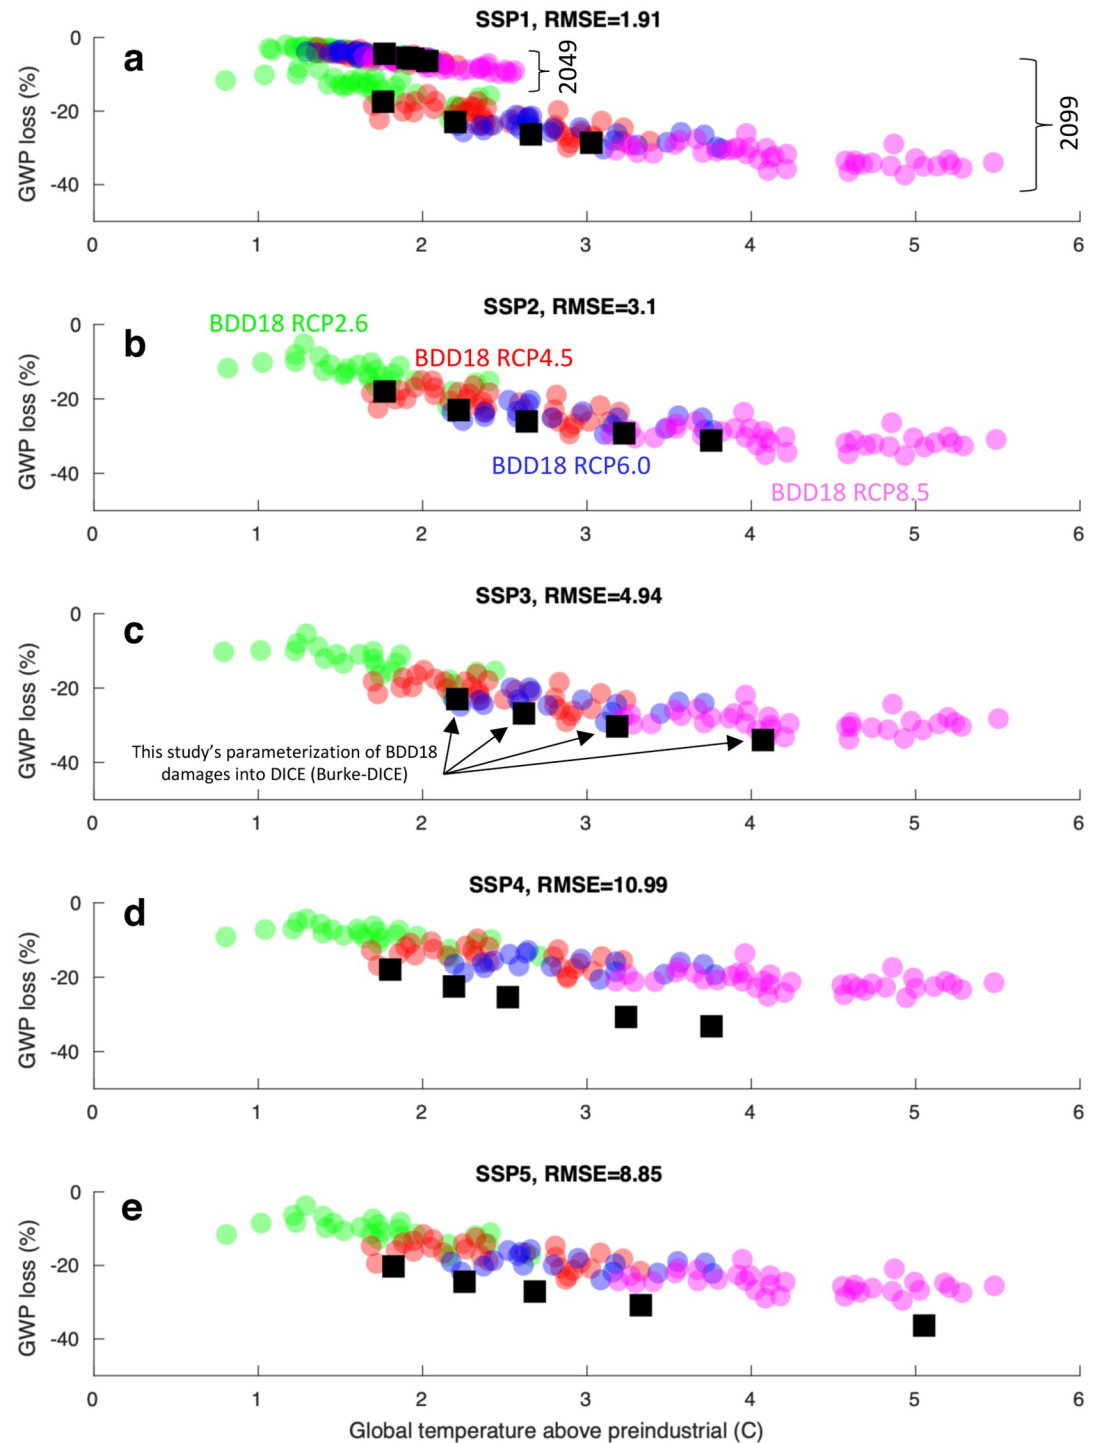 SSP1, RMSE=1.91
a
GWP loss (%)
0
-20
-40
2049
2099
0 1 2 3 4 5 6
SSP2, RMSE=3.1
b
GWP loss (%)
0
-20
-40
BDD18 RCP2.6
BDD18 RCP4.5
BDD18 RCP6.0
BDD18 RCP8.5
0 1 2 3 4 5 6
SSP3, RMSE=4.94
c
GWP loss (%)
0
-20
-40
This study's parameterization of BDD18
damages into DICE (Burke-DICE)
0 1 2 3 4 5 6
SSP4, RMSE=10.99
d
GWP loss (%)
0
-20
-40
0 1 2 3 4 5 6
SSP5, RMSE=8.85
e
GWP loss (%)
0
-20
-40
0 1 2 3 4 5 6
Global temperature above preindustrial (C)